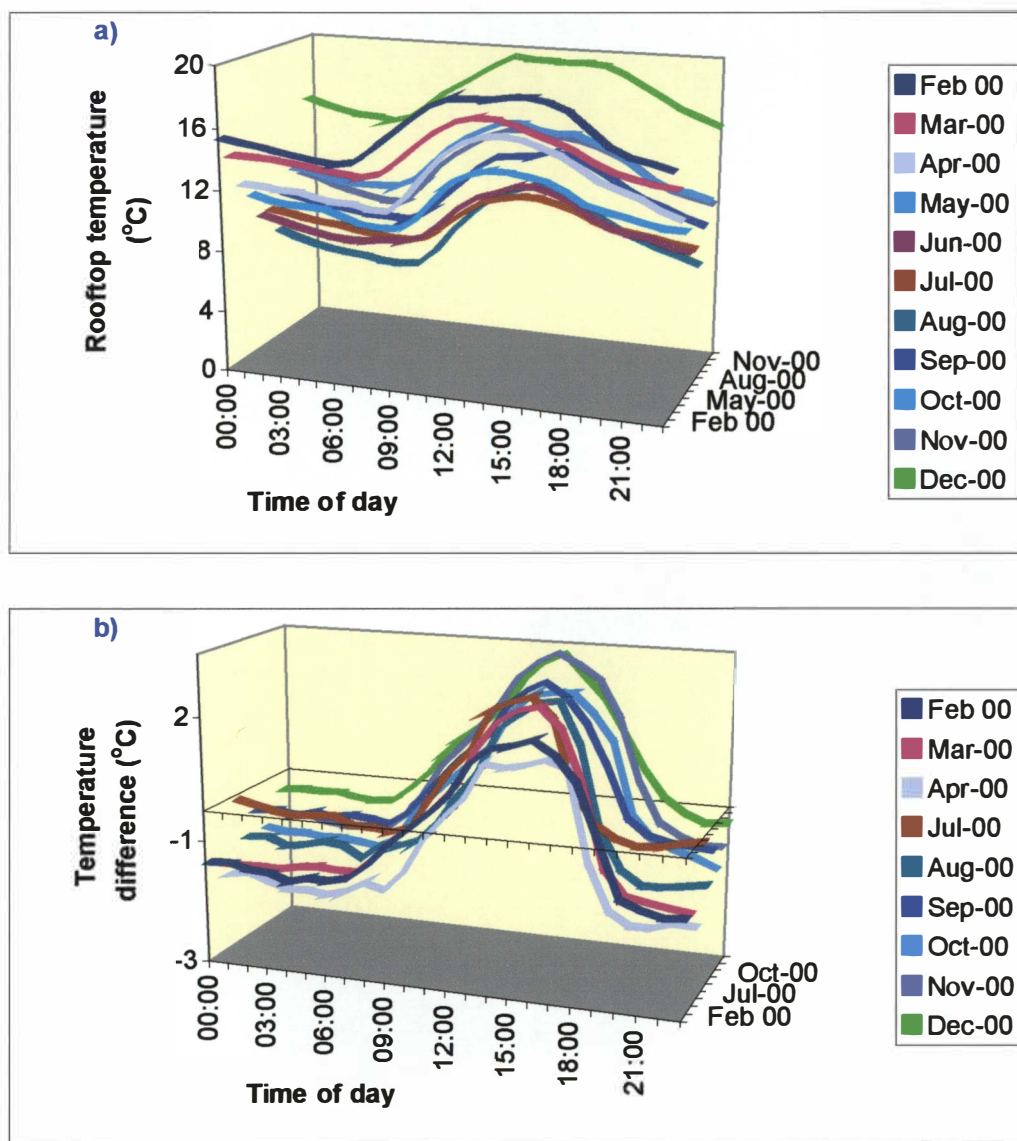 a)
Rooftop temperature
(°C)
20
16
12
8
4
0
00:00
03:00
06:00
09:00
12:00
15:00
18:00
21:00
Time of day
Nov-00
Aug-00
May-00
Feb 00
Feb 00
Mar-00
Apr-00
May-00
Jun-00
Jul-00
Aug-00
Sep-00
Oct-00
Nov-00
Dec-00
b)
Temperature
difference (°C)
2
-1
-3
00:00
03:00
06:00
09:00
12:00
15:00
18:00
21:00
Time of day
Oct-00
Jul-00
Feb 00
Feb 00
Mar-00
Apr-00
Jul-00
Aug-00
Sep-00
Oct-00
Nov-00
Dec-00